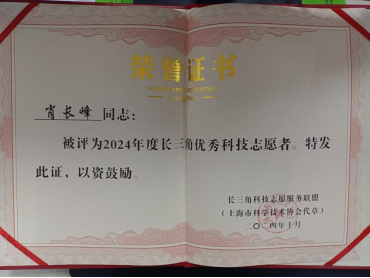 荣誉证书
肖长峰 同志:
被评为2024年度长三角优秀科技志愿者。特发
此证,以资鼓励。
长三角科技志愿服务联盟
(上海市科学技术协会代章)
二〇二四年十月